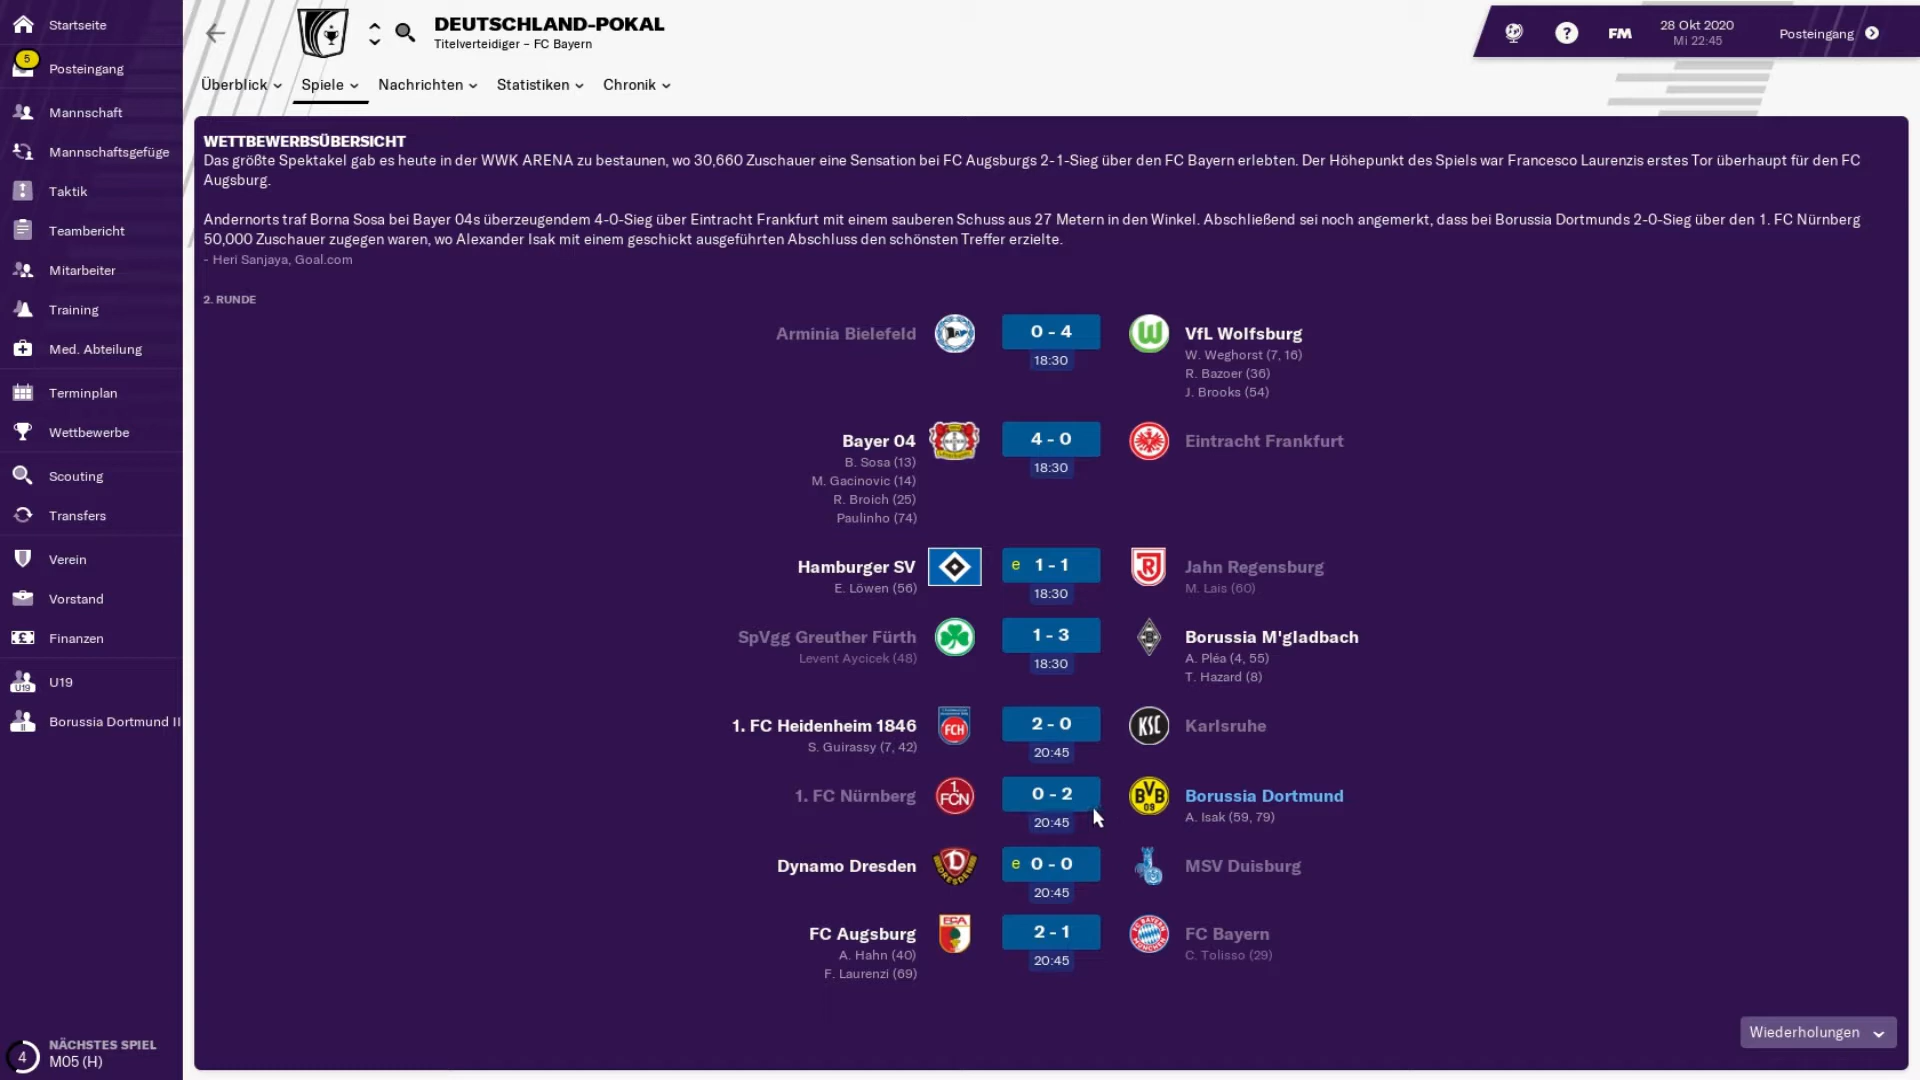 Startseite
5
Posteingang
Mannschaft
Mannschaftsgefüge
Taktik
Teambericht
Mitarbeiter
Training
Med. Abteilung
Terminplan
Wettbewerbe
Scouting
Transfers
Verein
Vorstand
Finanzen
U19
U19
II
Borussia Dortmund II
4
NÄCHSTES SPIEL
M05 (H)
DEUTSCHLAND-POKAL
Titelverteidiger – FC Bayern
?
FM
28 Okt 2020
Mi 22:45
Posteingang
Überblick
Spiele
Nachrichten
Statistiken
Chronik
WETTBEWERBSÜBERSICHT
Das größte Spektakel gab es heute in der WWK ARENA zu bestaunen, wo 30,660 Zuschauer eine Sensation bei FC Augsburgs 2-1-Sieg über den FC Bayern erlebten. Der Höhepunkt des Spiels war Francesco Laurenzis erstes Tor überhaupt für den FC
Augsburg.
Andernorts traf Borna Sosa bei Bayer 04s überzeugendem 4-0-Sieg über Eintracht Frankfurt mit einem sauberen Schuss aus 27 Metern in den Winkel. Abschließend sei noch angemerkt, dass bei Borussia Dortmunds 2-0-Sieg über den 1. FC Nürnberg
50,000 Zuschauer zugegen waren, wo Alexander Isak mit einem geschickt ausgeführten Abschluss den schönsten Treffer erzielte.
- Heri Sanjaya, Goal.com
2. RUNDE
Arminia Bielefeld 0 - 4 VfL Wolfsburg
18:30
W. Weghorst (7, 16)
R. Bazoer (36)
J. Brooks (54)
Bayer 04 4 - 0 Eintracht Frankfurt
18:30
B. Sosa (13)
M. Gacinovic (14)
R. Broich (25)
Paulinho (74)
Hamburger SV e 1 - 1 Jahn Regensburg
E. Löwen (56) 18:30 M. Lais (60)
SpVgg Greuther Fürth 1 - 3 Borussia M'gladbach
Levent Aycicek (48) 18:30 A. Pléa (4, 55)
T. Hazard (8)
1. FC Heidenheim 1846 FCH 2 - 0 KSC Karlsruhe
S. Guirassy (7, 42) 20:45
1. FC Nürnberg 1. FCN 0 - 2 BVB 09 Borussia Dortmund
20:45 A. Isak (59, 79)
Dynamo Dresden e 0 - 0 MSV Duisburg
20:45
FC Augsburg FCA 2 - 1 FC Bayern
A. Hahn (40) 20:45 C. Tolisso (29)
F. Laurenzi (69)
Wiederholungen